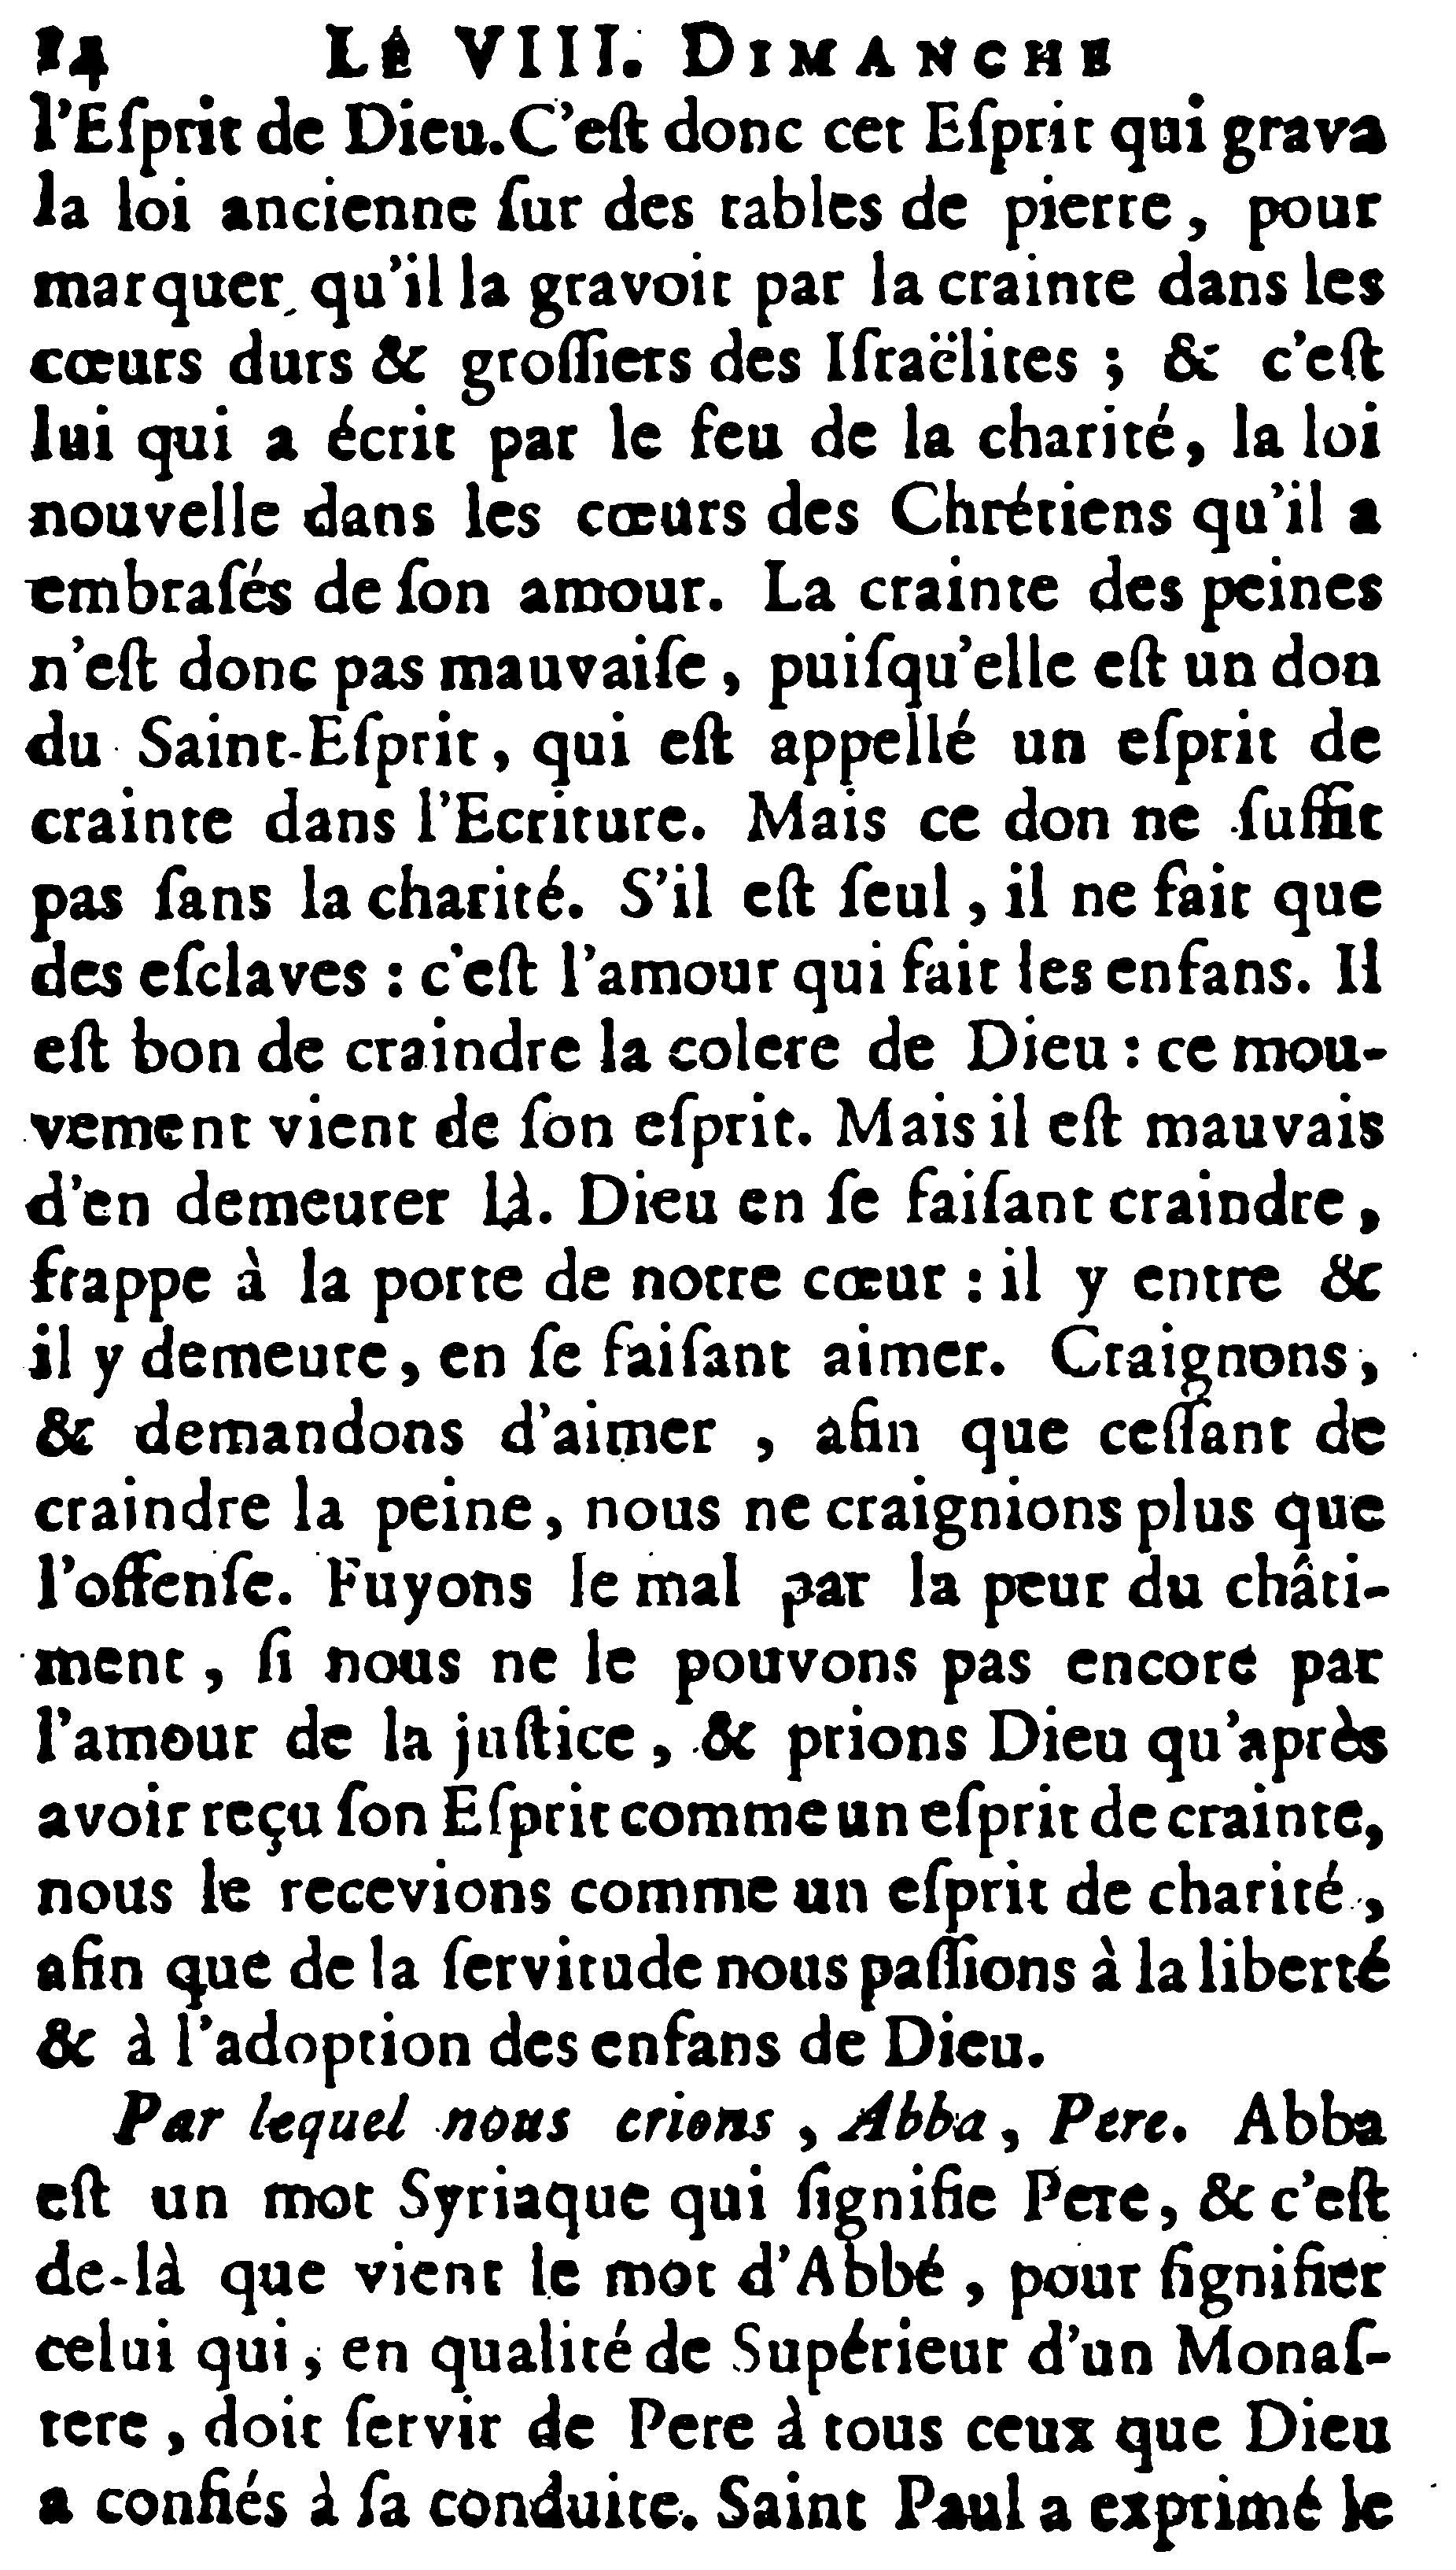 14 LE VIII. DIMANCHE
l'Eſprit de Dieu. C'eſt donc cet Eſprit qui grava
la loi ancienne ſur des tables de pierre, pour
marquer qu'il la gravoit par la crainte dans les
cœurs durs & groſſiers des Iſraëlites ; & c'eſt
lui qui a écrit par le feu de la charité, la loi
nouvelle dans les cœurs des Chrétiens qu'il a
embraſés de ſon amour. La crainte des peines
n'eſt donc pas mauvaiſe, puiſqu'elle eſt un don
du Saint-Eſprit, qui eſt appellé un eſprit de
crainte dans l'Ecriture. Mais ce don ne ſuffit
pas ſans la charité. S'il eſt ſeul, il ne fait que
des eſclaves : c'eſt l'amour qui fait les enfans. Il
eſt bon de craindre la colere de Dieu : ce mou-
vement vient de ſon eſprit. Mais il eſt mauvais
d'en demeurer là. Dieu en ſe faiſant craindre,
frappe à la porte de notre cœur : il y entre &
il y demeure, en ſe faiſant aimer. Craignons,
& demandons d'aimer, afin que ceſſant de
craindre la peine, nous ne craignions plus que
l'offenſe. Fuyons le mal par la peur du châti-
ment, ſi nous ne le pouvons pas encore par
l'amour de la juſtice, & prions Dieu qu'après
avoir reçu ſon Eſprit comme un eſprit de crainte,
nous le recevions comme un eſprit de charité,
afin que de la ſervitude nous paſſions à la liberté
& à l'adoption des enfans de Dieu.
Par lequel nous crions, Abba, Pere. Abba
eſt un mot Syriaque qui ſignifie Pere, & c'eſt
de-là que vient le mot d'Abbé, pour ſignifier
celui qui, en qualité de Supérieur d'un Monaſ-
tere, doit ſervir de Pere à tous ceux que Dieu
a confiés à ſa conduite. Saint Paul a exprimé le